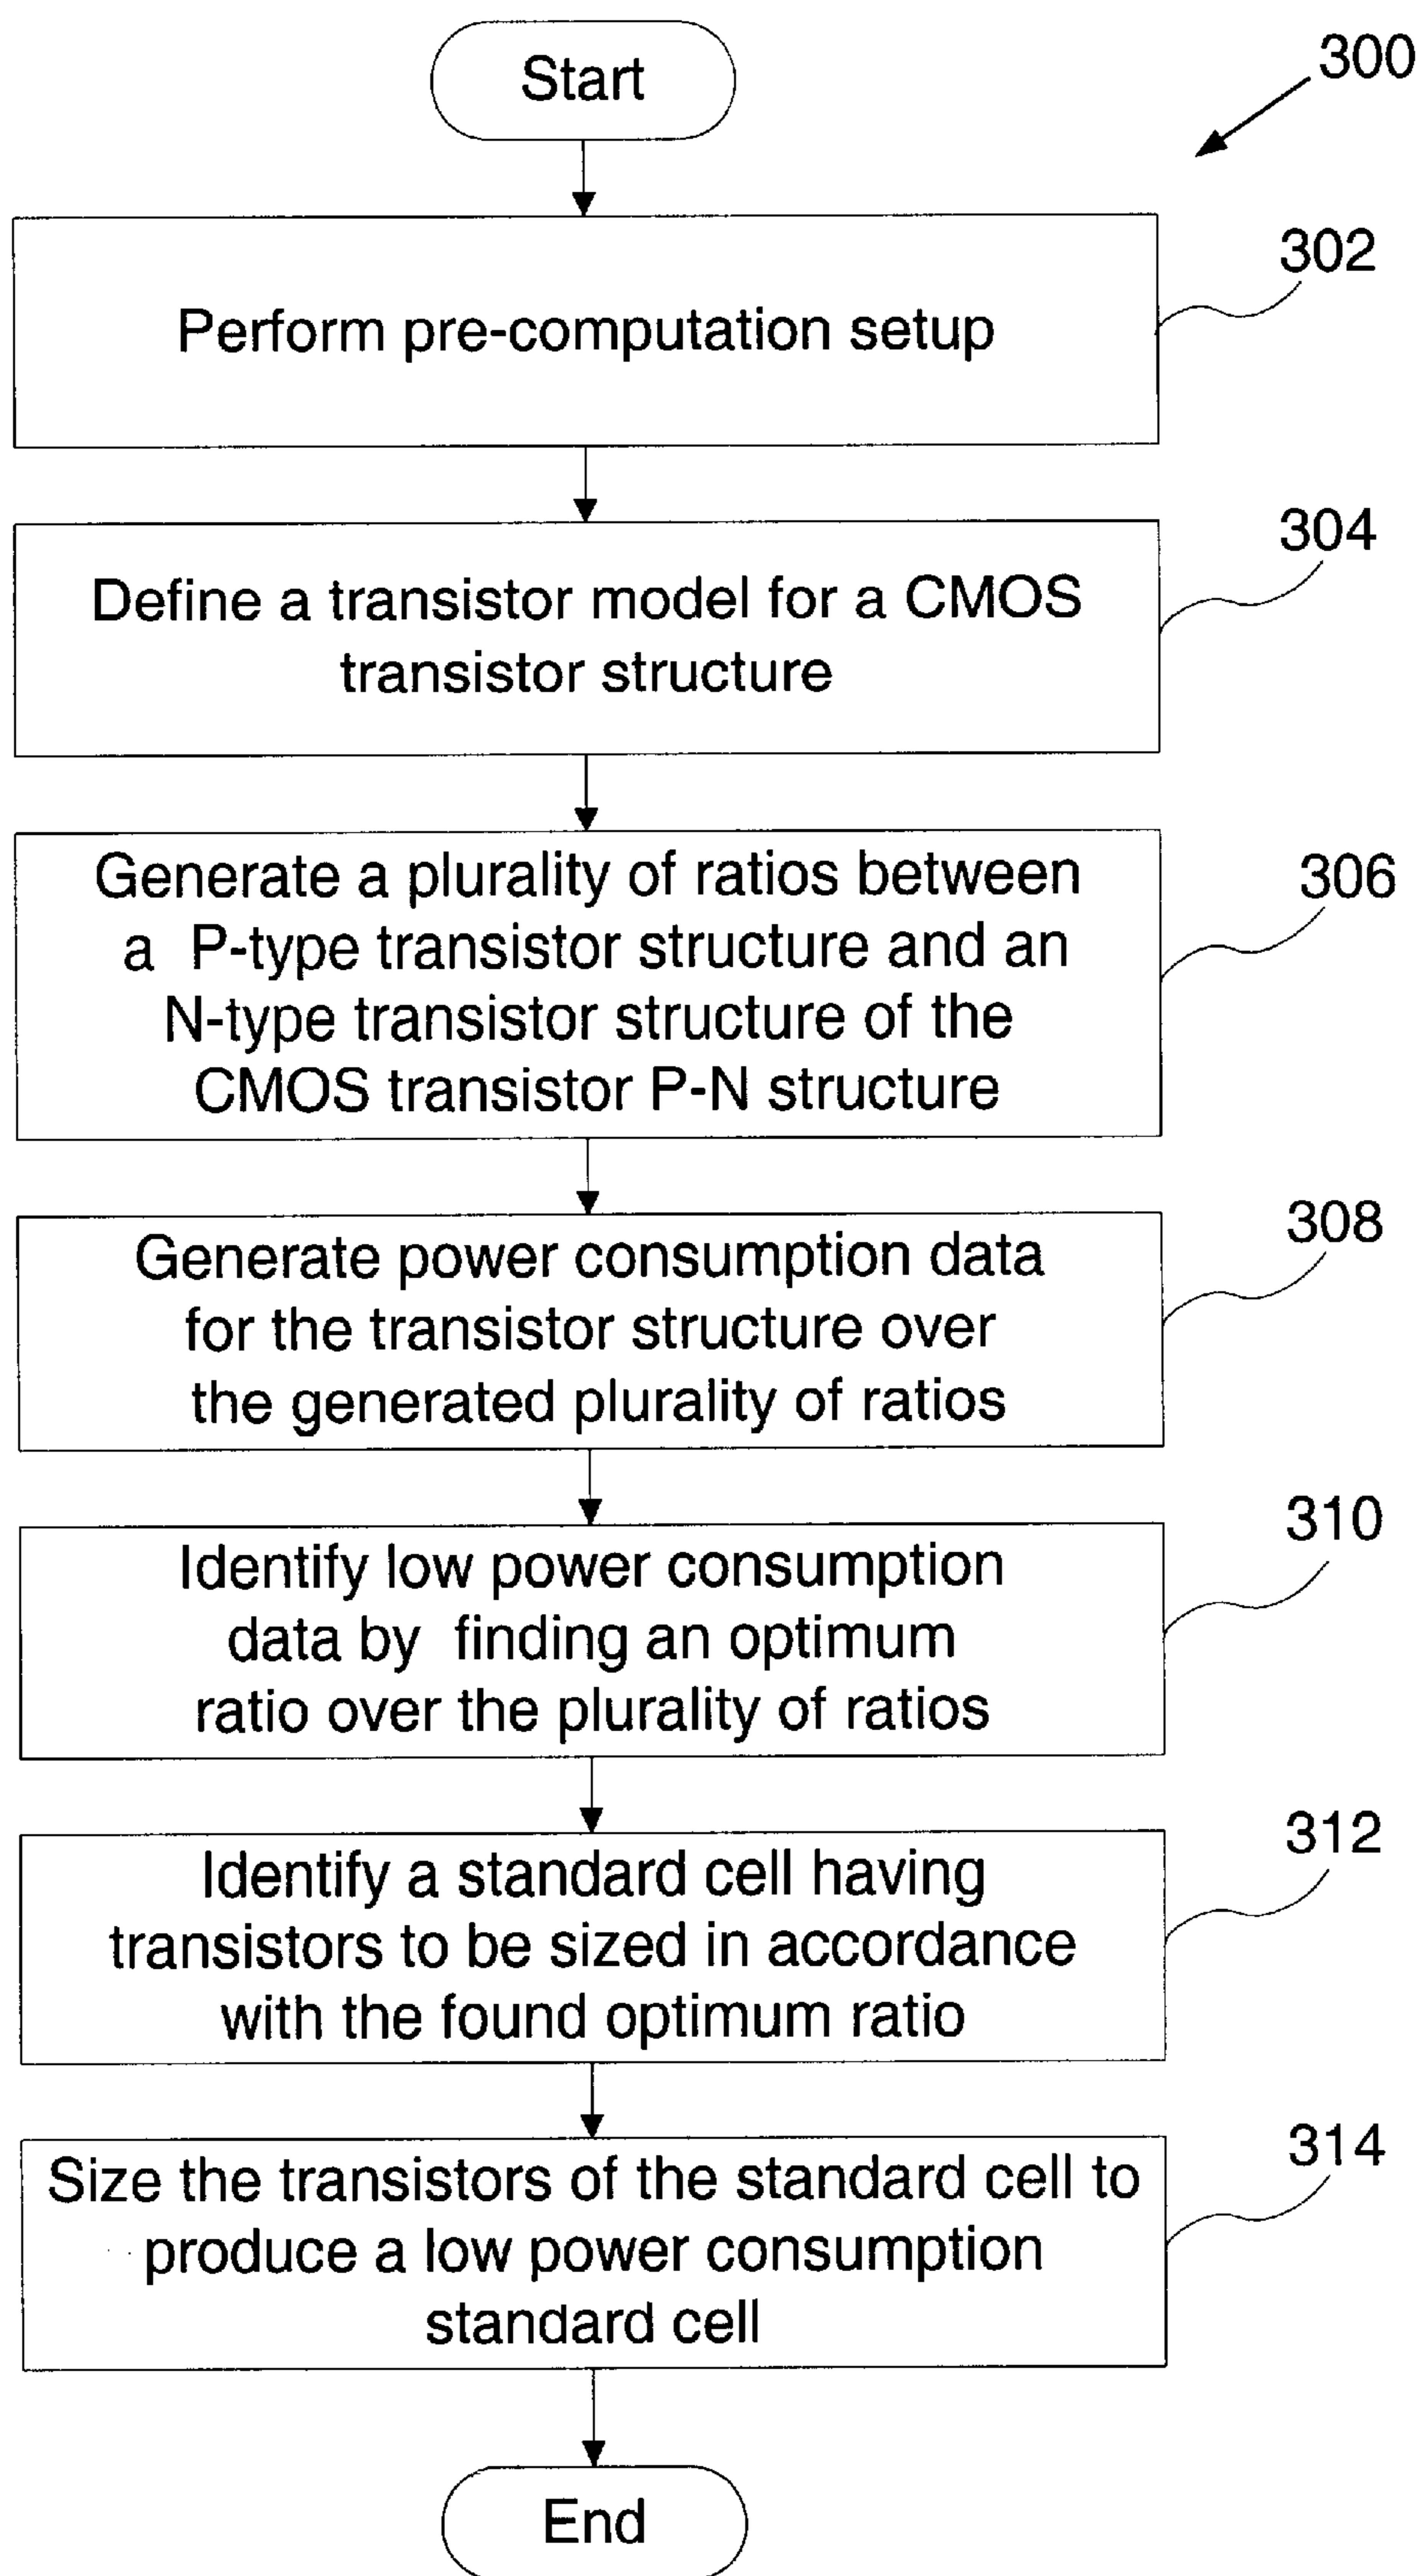 Start
300
Perform pre-computation setup
302
Define a transistor model for a CMOS
transistor structure
304
Generate a plurality of ratios between
a P-type transistor structure and an
N-type transistor structure of the
CMOS transistor P-N structure
306
Generate power consumption data
for the transistor structure over
the generated plurality of ratios
308
Identify low power consumption
data by finding an optimum
ratio over the plurality of ratios
310
Identify a standard cell having
transistors to be sized in accordance
with the found optimum ratio
312
Size the transistors of the standard cell to
produce a low power consumption
standard cell
314
End